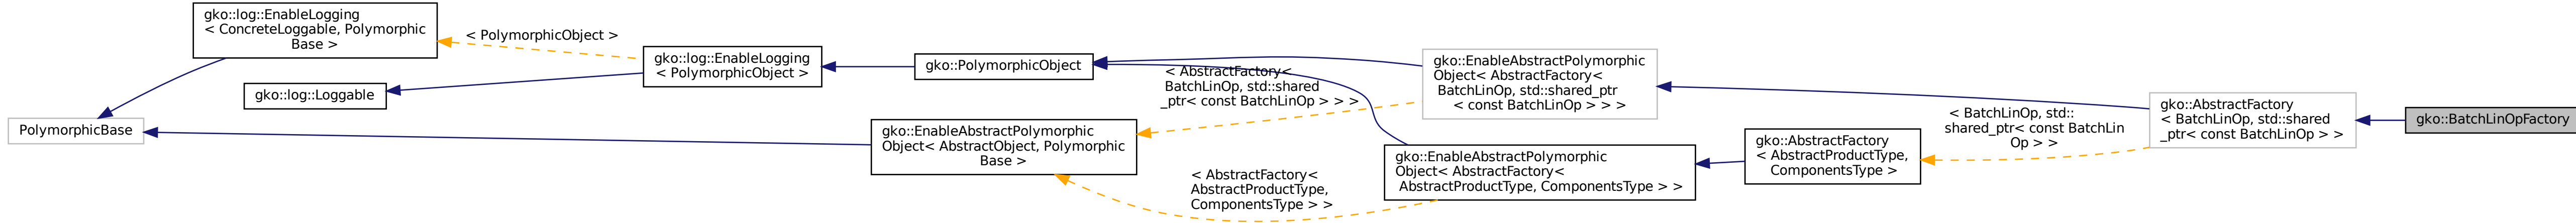 gko::log::EnableLogging
< ConcreteLoggable, Polymorphic
Base >
< PolymorphicObject >
gko::log::EnableLogging
< PolymorphicObject >
gko::log::Loggable
PolymorphicBase
gko::PolymorphicObject
< AbstractFactory<
BatchLinOp, std::shared
_ptr< const BatchLinOp > > >
gko::EnableAbstractPolymorphic
Object< AbstractObject, Polymorphic
Base >
gko::EnableAbstractPolymorphic
Object< AbstractFactory<
BatchLinOp, std::shared_ptr
< const BatchLinOp > > >
< AbstractFactory<
AbstractProductType,
ComponentsType > >
gko::EnableAbstractPolymorphic
Object< AbstractFactory<
AbstractProductType, ComponentsType > >
gko::AbstractFactory
< AbstractProductType,
ComponentsType >
< BatchLinOp, std::
shared_ptr< const BatchLin
Op > >
gko::AbstractFactory
< BatchLinOp, std::shared
_ptr< const BatchLinOp > >
gko::BatchLinOpFactory